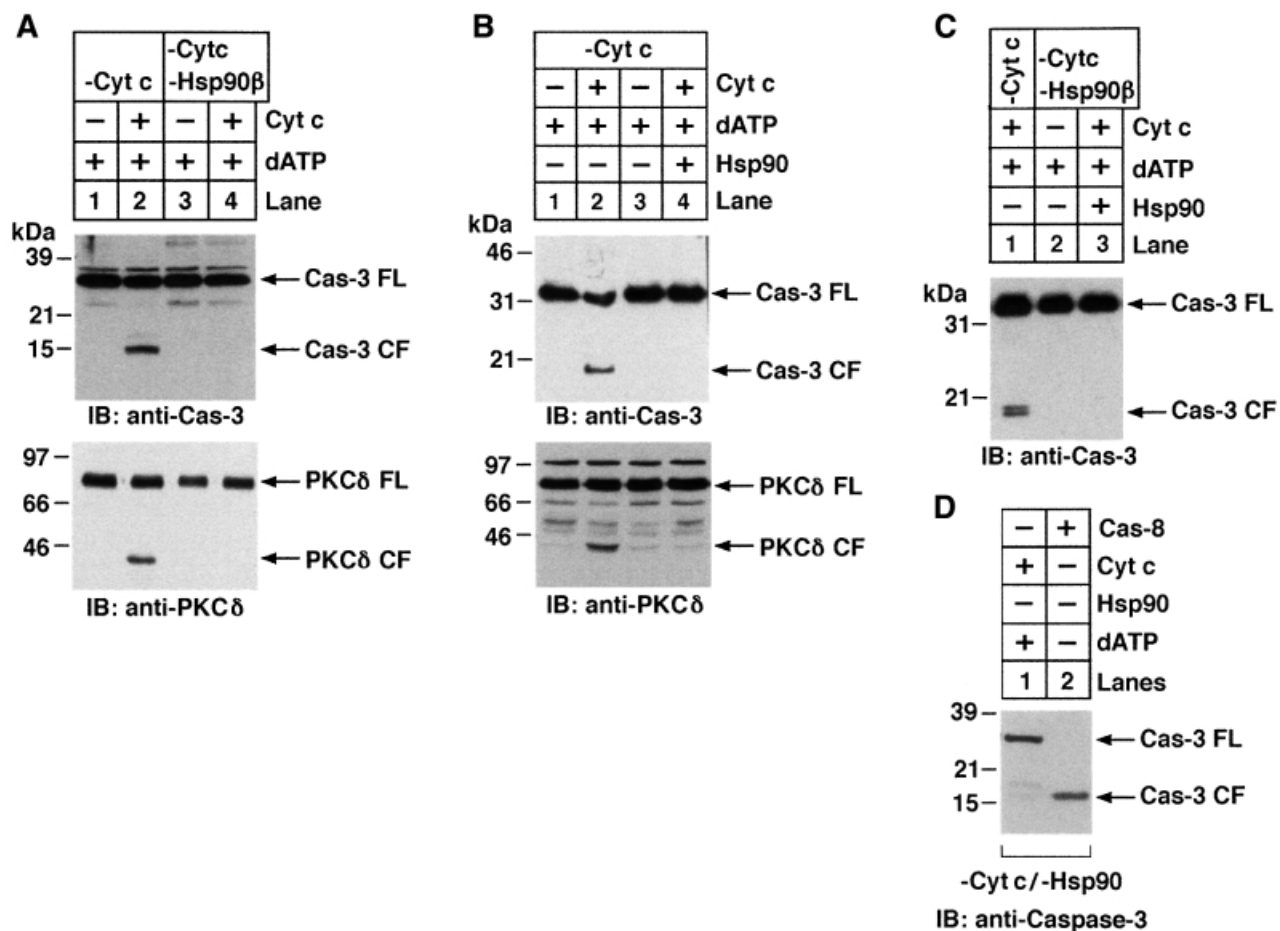 A
-Cyt c
-Cytc
-Hsp90β
− + − + Cyt c
+ + + + dATP
1 2 3 4 Lane
kDa
39
Cas-3 FL
21
15
Cas-3 CF
IB: anti-Cas-3
97
PKCδ FL
66
46
PKCδ CF
IB: anti-PKCδ
B
-Cyt c
− + − + Cyt c
+ + + + dATP
− − − + Hsp90
1 2 3 4 Lane
kDa
46
Cas-3 FL
31
21
Cas-3 CF
IB: anti-Cas-3
97
PKCδ FL
66
46
PKCδ CF
IB: anti-PKCδ
C
-Cyt c
-Cytc
-Hsp90β
+ − + Cyt c
+ + + dATP
− − + Hsp90
1 2 3 Lane
kDa
Cas-3 FL
31
21
Cas-3 CF
IB: anti-Cas-3
D
− + Cas-8
+ − Cyt c
− − Hsp90
+ − dATP
1 2 Lanes
39
Cas-3 FL
21
15
Cas-3 CF
-Cyt c/-Hsp90
IB: anti-Caspase-3